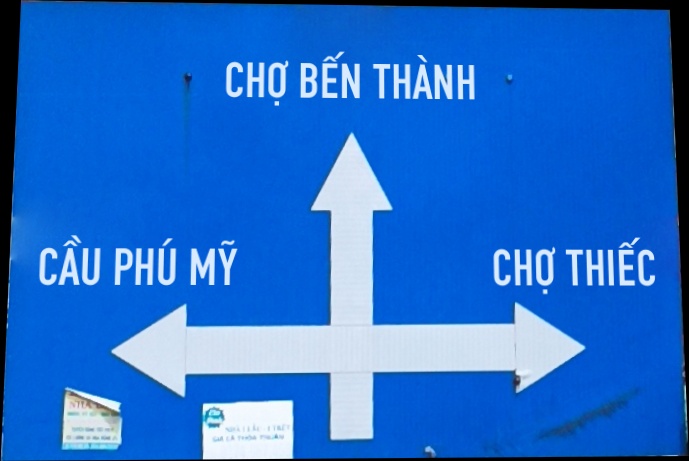 CHỢ BẾN THÀNH
CẦU PHÚ MỸ
CHỢ THIẾC